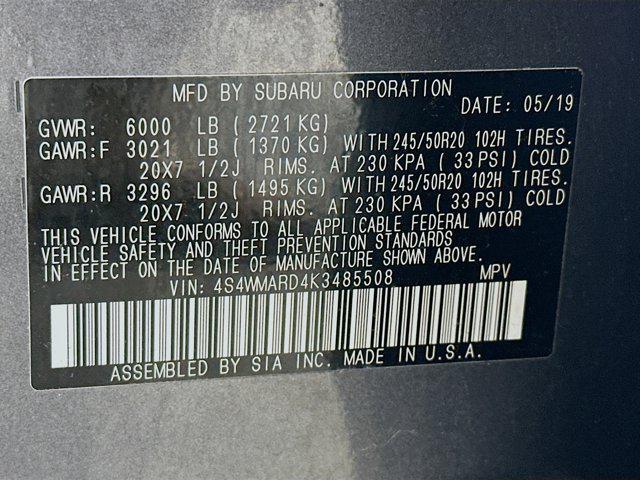 MFD BY SUBARU CORPORATION
DATE: 05/19
GVWR: 6000 LB ( 2721 KG)
GAWR:F 3021 LB ( 1370 KG) WITH 245/50R20 102H TIRES.
20X7 1/2J RIMS. AT 230 KPA ( 33 PSI) COLD
GAWR:R 3296 LB ( 1495 KG) WITH 245/50R20 102H TIRES.
20X7 1/2J RIMS. AT 230 KPA ( 33 PSI) COLD
THIS VEHICLE CONFORMS TO ALL APPLICABLE FEDERAL MOTOR
VEHICLE SAFETY AND THEFT PREVENTION STANDARDS
IN EFFECT ON THE DATE OF MANUFACTURE SHOWN ABOVE.
VIN: 4S4WMARD4K3485508 MPV
ASSEMBLED BY SIA INC. MADE IN U.S.A.